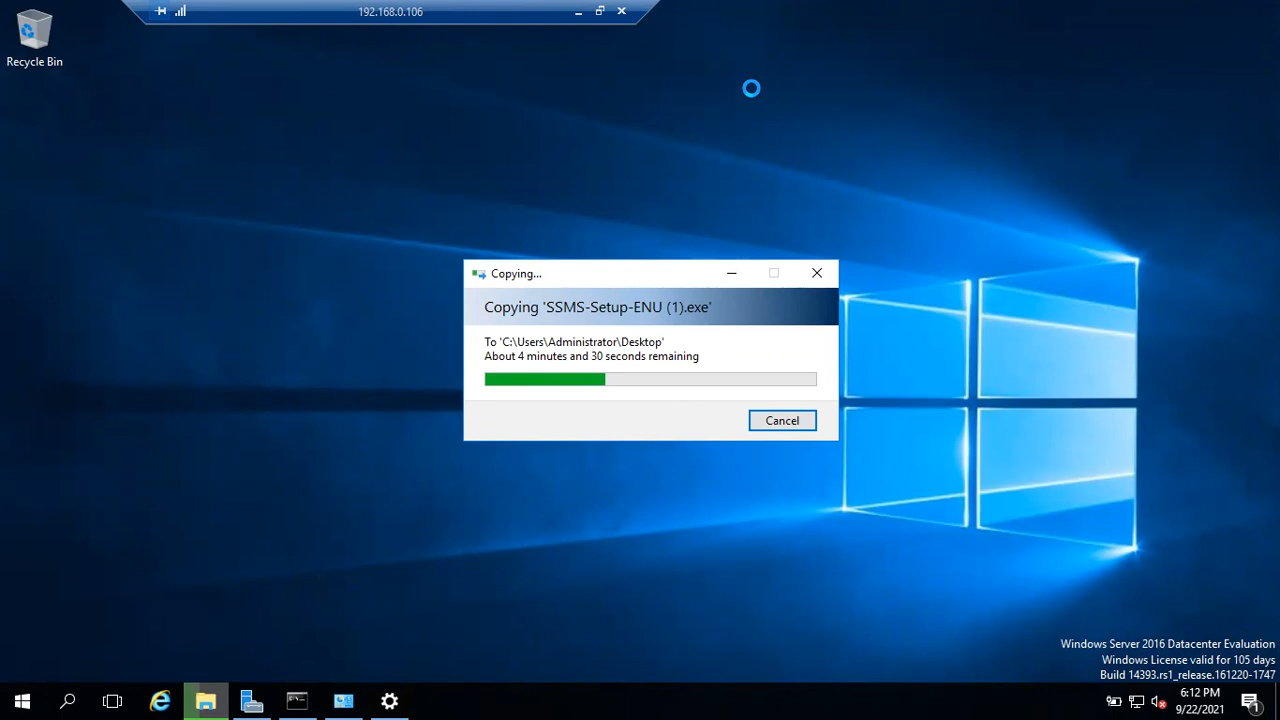 192.168.0.106
Recycle Bin
Copying...
Copying 'SSMS-Setup-ENU (1).exe'
To 'C:\Users\Administrator\Desktop'
About 4 minutes and 30 seconds remaining
Cancel
Windows Server 2016 Datacenter Evaluation
Windows License valid for 105 days
Build 14393.rs1_release.161220-1747
6:12 PM
9/22/2021
1